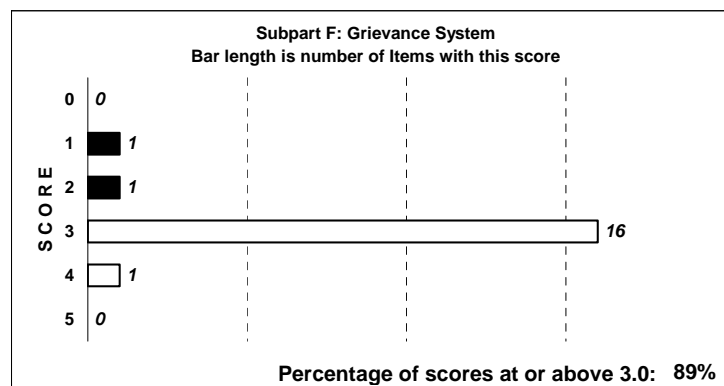 Subpart F: Grievance System
Bar length is number of Items with this score
SCORE
0 0
1 1
2 1
3 16
4 1
5 0
Percentage of scores at or above 3.0: 89%